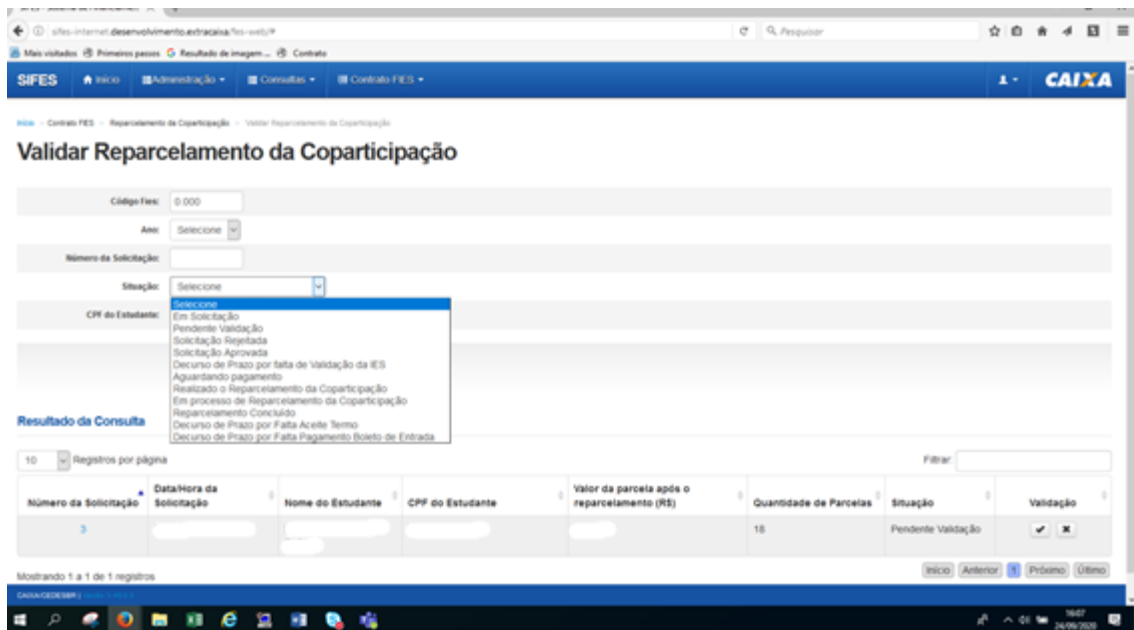 sifes-internet.desenvolvimento.extracaixa/fes-web/#
Pesquisar
Mais visitados Primeiros passos Resultado de imagem ... Contrato
SIFES Início Administração Consultas Contrato FIES CAIXA
Início Contrato FIES Reparcelamento da Coparticipação Validar Reparcelamento da Coparticipação
Validar Reparcelamento da Coparticipação
Código Fies: 0.000
Ano: Selecione
Número da Solicitação:
Situação: Selecione
Selecione
CPF do Estudante: Em Solicitação
Pendente Validação
Solicitação Rejeitada
Solicitação Aprovada
Decurso de Prazo por falta de Validação da IES
Aguardando pagamento
Realizado o Reparcelamento da Coparticipação
Em processo de Reparcelamento da Coparticipação
Reparcelamento Concluído
Decurso de Prazo por Falta Aceite Termo
Decurso de Prazo por Falta Pagamento Boleto de Entrada
Resultado da Consulta
10 Registros por página Filtrar:
Número da Solicitação Data/Hora da Solicitação Nome do Estudante CPF do Estudante Valor da parcela após o reparcelamento (R$) Quantidade de Parcelas Situação Validação
3 18 Pendente Validação
Mostrando 1 a 1 de 1 registros Início Anterior 1 Próximo Último
CAIXA/CEDESBR |
16:07
24/09/2020